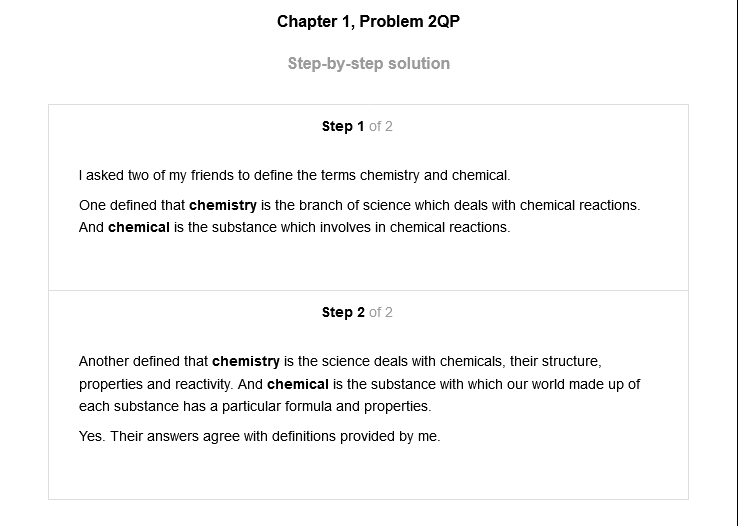 Chapter 1, Problem 2QP
Step-by-step solution
Step 1 of 2
I asked two of my friends to define the terms chemistry and chemical.
One defined that chemistry is the branch of science which deals with chemical reactions.
And chemical is the substance which involves in chemical reactions.
Step 2 of 2
Another defined that chemistry is the science deals with chemicals, their structure,
properties and reactivity. And chemical is the substance with which our world made up of
each substance has a particular formula and properties.
Yes. Their answers agree with definitions provided by me.